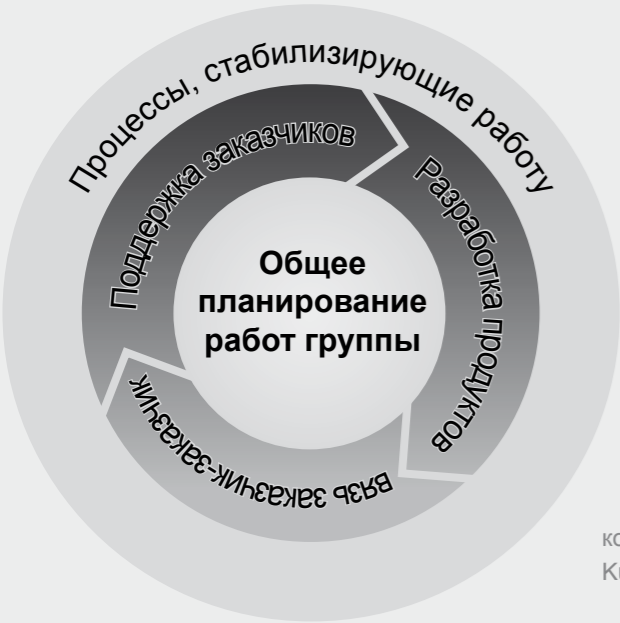 Процессы, стабилизирующие работу
Поддержка заказчиков
Разработка продуктов
вязь заказчик-заказчик
Общее
планирование
работ группы